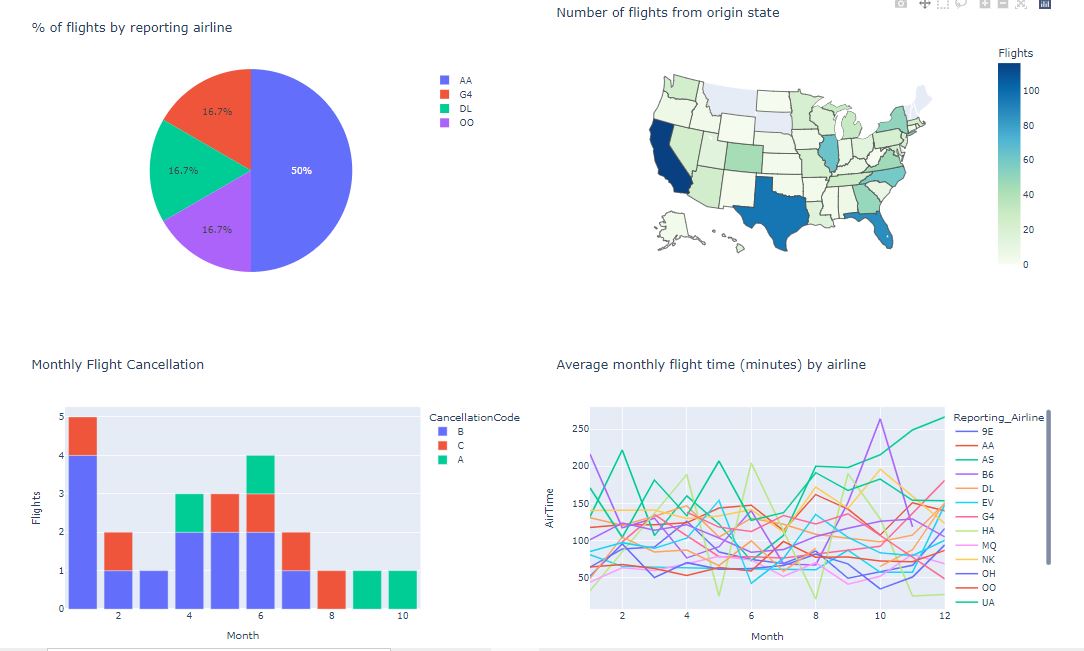 Number of flights from origin state
% of flights by reporting airline
Flights
AA
G4
DL
OO
16.7%
16.7%
50%
16.7%
100
80
60
40
20
0
Monthly Flight Cancellation
Average monthly flight time (minutes) by airline
CancellationCode
B
C
A
5
4
3
2
1
0
Flights
2
4
6
8
10
Month
Reporting_Airline
9E
AA
AS
B6
DL
EV
G4
HA
MQ
NK
OH
OO
UA
250
200
150
100
50
AirTime
2
4
6
8
10
12
Month